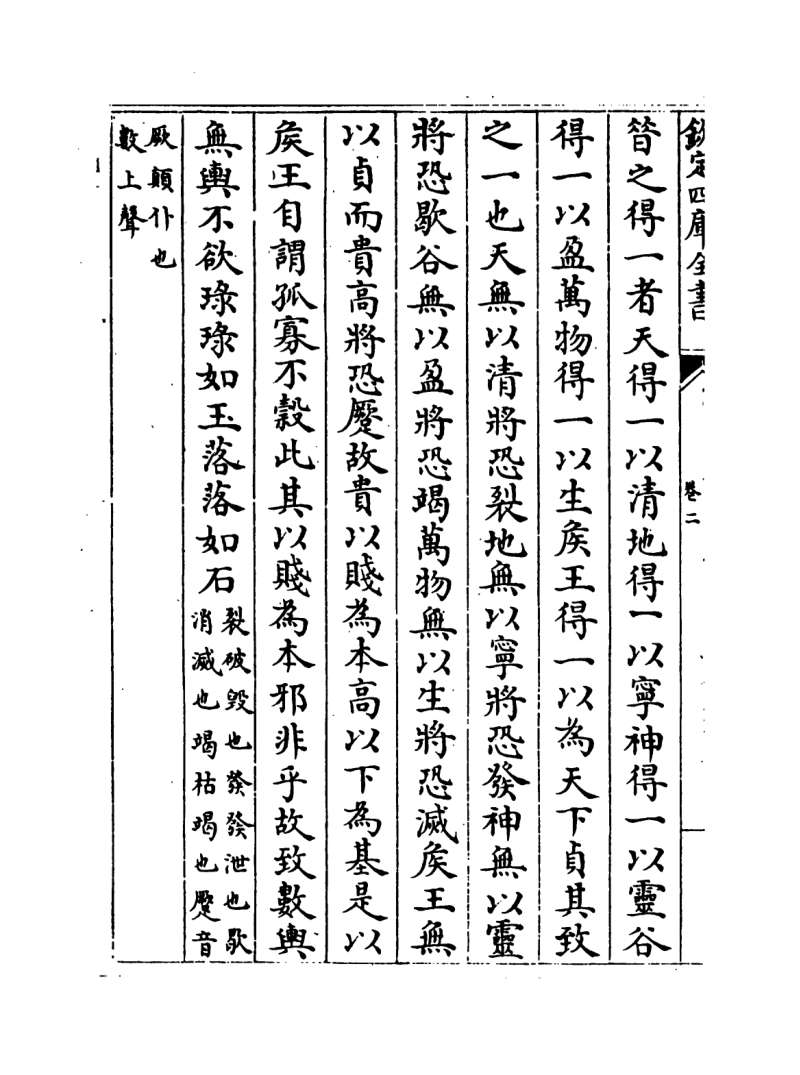 欽定四庫全書
卷二
昔之得一者天得一以清地得一以寧神得一以靈谷
得一以盈萬物得一以生矦王得一以為天下貞其致
之一也天無以清將恐裂地無以寧將恐發神無以靈
將恐歇谷無以盈將恐竭萬物無以生將恐滅矦王無
以貞而貴高將恐蹷故貴以賤為本高以下為基是以
矦王自謂孤寡不穀此其以賤為本邪非乎故致數輿
無輿不欲琭琭如玉落落如石裂破毀也發發泄也歇
消滅也竭枯竭也蹷音
厥顛仆也
數上聲